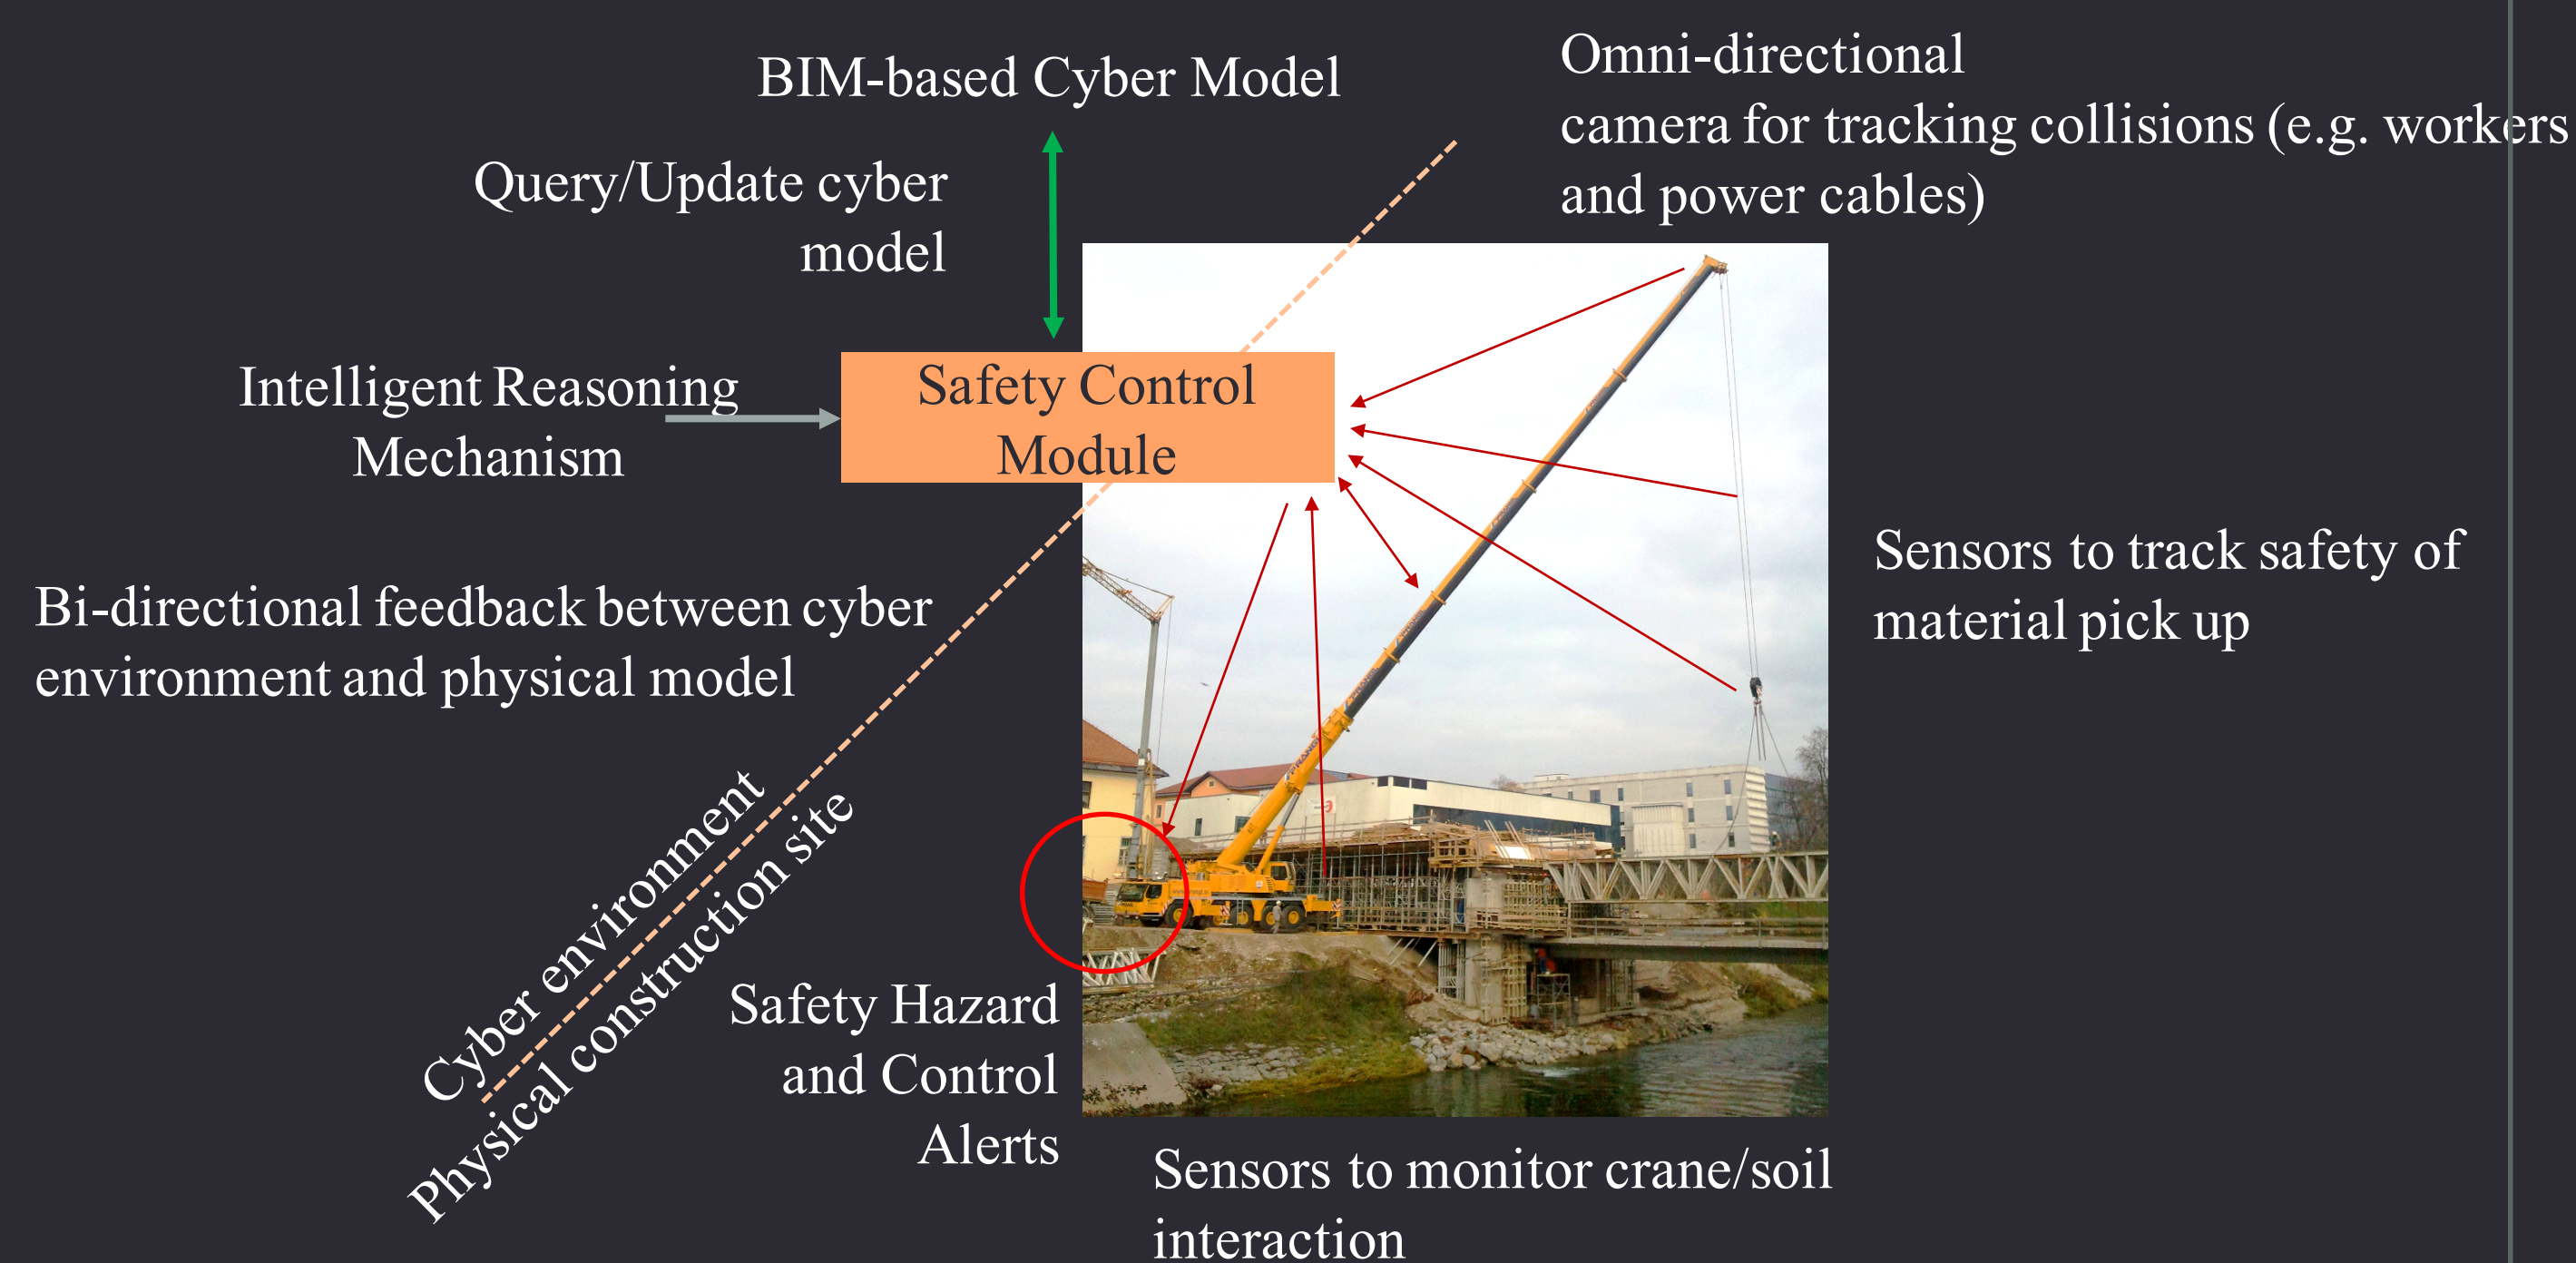 BIM-based Cyber Model
Omni-directional
camera for tracking collisions (e.g. workers
and power cables)
Query/Update cyber
model
Intelligent Reasoning
Mechanism
Safety Control
Module
Bi-directional feedback between cyber
environment and physical model
Sensors to track safety of
material pick up
Cyber environment
Physical construction site
Safety Hazard
and Control
Alerts
Sensors to monitor crane/soil
interaction